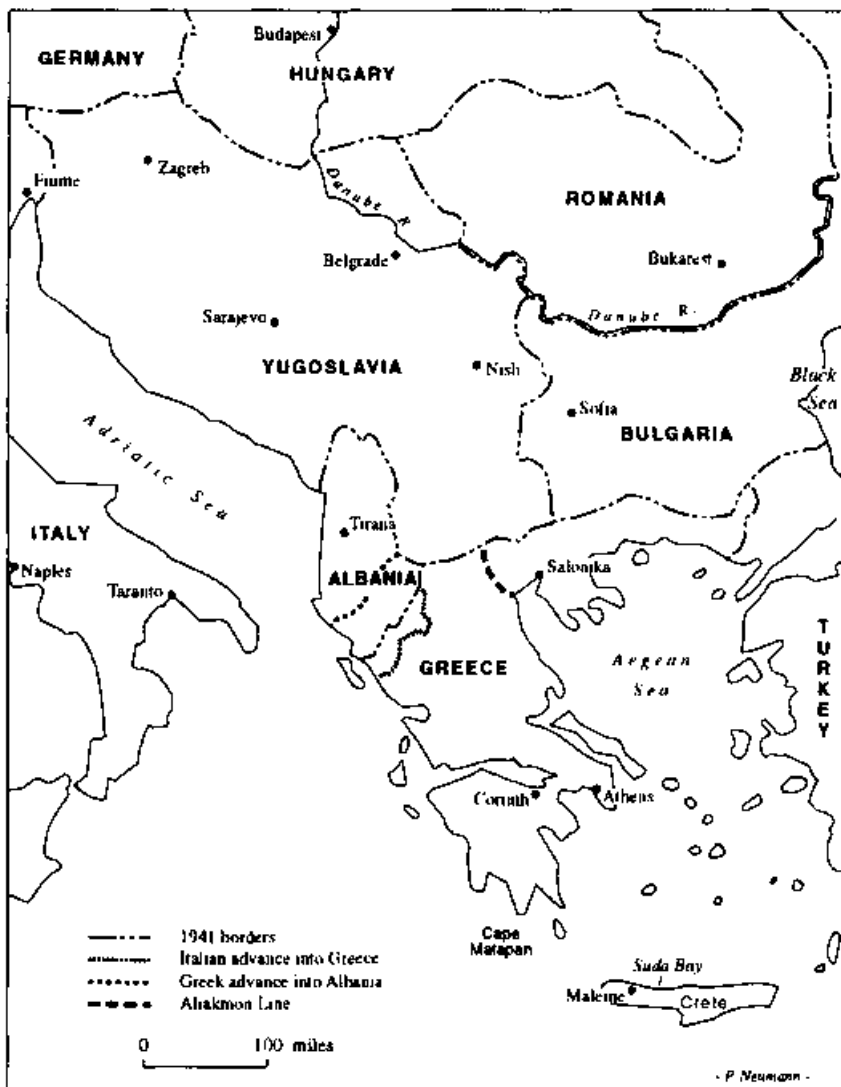 Budapest
GERMANY
HUNGARY
Zagreb
Fiume
Danube R
ROMANIA
Belgrade
Bukarest
Danube R.
Sarajevo
YUGOSLAVIA
Nish
Black
Sea
Sofia
BULGARIA
Adriatic Sea
ITALY
Tirana
Naples
ALBANIA
Salonika
Taranto
TURKEY
GREECE
Aegean
Sea
Corinth
Athens
1941 borders
Italian advance into Greece
Greek advance into Albania
Aliakmon Line
Cape
Matapan
Suda Bay
Maleme
Crete
0 100 miles
- P Neumann -